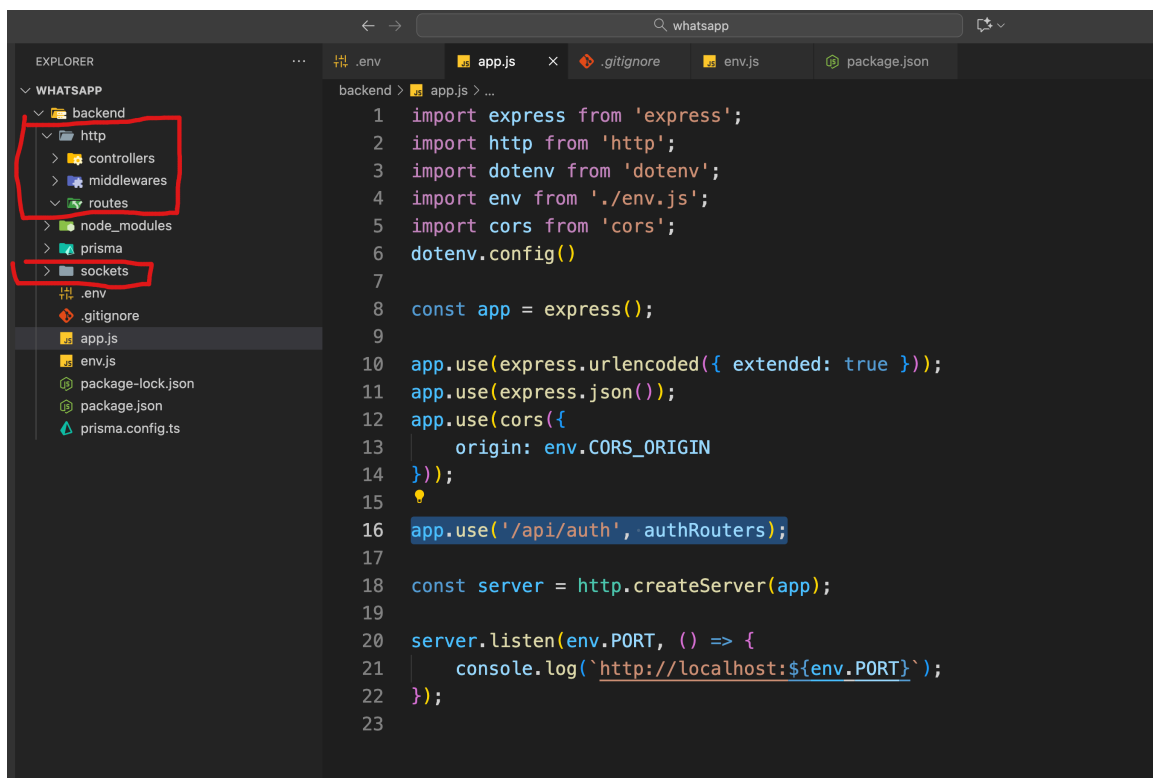 whatsapp
EXPLORER
.env
app.js
.gitignore
env.js
package.json
WHATSAPP
backend
http
controllers
middlewares
routes
node_modules
prisma
sockets
.env
.gitignore
app.js
env.js
package-lock.json
package.json
prisma.config.ts
backend > app.js > ...
1 import express from 'express';
2 import http from 'http';
3 import dotenv from 'dotenv';
4 import env from './env.js';
5 import cors from 'cors';
6 dotenv.config()
7
8 const app = express();
9
10 app.use(express.urlencoded({ extended: true }));
11 app.use(express.json());
12 app.use(cors({
13     origin: env.CORS_ORIGIN
14 }));
15
16 app.use('/api/auth', authRouters);
17
18 const server = http.createServer(app);
19
20 server.listen(env.PORT, () => {
21     console.log(`http://localhost:${env.PORT}`);
22 });
23